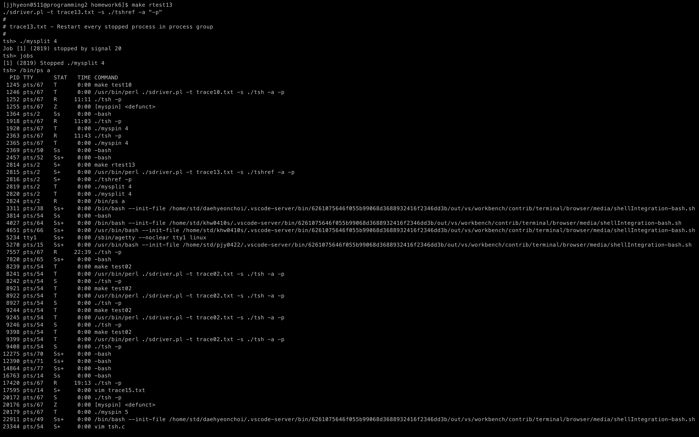 [jjhyeon0511@programming2 homework6]$ make rtest13
./sdriver.pl -t trace13.txt -s ./tshref -a "-p"
#
# trace13.txt - Restart every stopped process in process group
#
tsh> ./mysplit 4
Job [1] (2819) stopped by signal 20
tsh> jobs
[1] (2819) Stopped ./mysplit 4
tsh> /bin/ps a
PID TTY STAT TIME COMMAND
1245 pts/67 T 0:00 make test10
1246 pts/67 T 0:00 /usr/bin/perl ./sdriver.pl -t trace10.txt -s ./tsh -a -p
1252 pts/67 R 11:11 ./tsh -p
1255 pts/67 Z 0:00 [myspin] <defunct>
1364 pts/2 Ss 0:00 -bash
1918 pts/67 R 11:03 ./tsh -p
1920 pts/67 T 0:00 ./myspin 4
2363 pts/67 R 11:43 ./tsh -p
2365 pts/67 T 0:00 ./myspin 4
2369 pts/50 Ss 0:00 -bash
2457 pts/52 Ss+ 0:00 -bash
2814 pts/2 S+ 0:00 make rtest13
2815 pts/2 S+ 0:00 /usr/bin/perl ./sdriver.pl -t trace13.txt -s ./tshref -a -p
2816 pts/2 S+ 0:00 ./tshref -p
2819 pts/2 T 0:00 ./mysplit 4
2820 pts/2 T 0:00 ./mysplit 4
2824 pts/2 R 0:00 /bin/ps a
3311 pts/38 Ss+ 0:00 /bin/bash --init-file /home/std/daehyeonchoi/.vscode-server/bin/6261075646f055b99068d3688932416f2346dd3b/out/vs/workbench/contrib/terminal/browser/media/shellIntegration-bash.sh
3814 pts/54 Ss 0:00 -bash
4027 pts/64 Ss+ 0:00 /bin/bash --init-file /home/std/khw0410s/.vscode-server/bin/6261075646f055b99068d3688932416f2346dd3b/out/vs/workbench/contrib/terminal/browser/media/shellIntegration-bash.sh
4651 pts/66 Ss+ 0:00 /usr/bin/bash --init-file /home/std/khw0410s/.vscode-server/bin/6261075646f055b99068d3688932416f2346dd3b/out/vs/workbench/contrib/terminal/browser/media/shellIntegration-bash.sh
5234 tty1 Ss+ 0:00 /sbin/agetty --noclear tty1 linux
5270 pts/15 Ss+ 0:00 /usr/bin/bash --init-file /home/std/pjy0422/.vscode-server/bin/6261075646f055b99068d3688932416f2346dd3b/out/vs/workbench/contrib/terminal/browser/media/shellIntegration-bash.sh
7557 pts/67 R 22:39 ./tsh -p
7820 pts/65 Ss+ 0:00 -bash
8239 pts/54 T 0:00 make test02
8241 pts/54 T 0:00 /usr/bin/perl ./sdriver.pl -t trace02.txt -s ./tsh -a -p
8242 pts/54 S 0:00 ./tsh -p
8921 pts/54 T 0:00 make test02
8922 pts/54 T 0:00 /usr/bin/perl ./sdriver.pl -t trace02.txt -s ./tsh -a -p
8927 pts/54 S 0:00 ./tsh -p
9244 pts/54 T 0:00 make test02
9245 pts/54 T 0:00 /usr/bin/perl ./sdriver.pl -t trace02.txt -s ./tsh -a -p
9246 pts/54 S 0:00 ./tsh -p
9398 pts/54 T 0:00 make test02
9399 pts/54 T 0:00 /usr/bin/perl ./sdriver.pl -t trace02.txt -s ./tsh -a -p
9400 pts/54 S 0:00 ./tsh -p
12275 pts/70 Ss+ 0:00 -bash
12390 pts/71 Ss+ 0:00 -bash
14864 pts/77 Ss+ 0:00 -bash
16763 pts/14 Ss 0:00 -bash
17420 pts/67 R 19:13 ./tsh -p
17595 pts/14 S+ 0:00 vim trace15.txt
20172 pts/67 S 0:00 ./tsh -p
20176 pts/67 Z 0:00 [myspin] <defunct>
20179 pts/67 T 0:00 ./myspin 5
22911 pts/49 Ss+ 0:00 /bin/bash --init-file /home/std/daehyeonchoi/.vscode-server/bin/6261075646f055b99068d3688932416f2346dd3b/out/vs/workbench/contrib/terminal/browser/media/shellIntegration-bash.sh
23344 pts/54 S+ 0:00 vim tsh.c